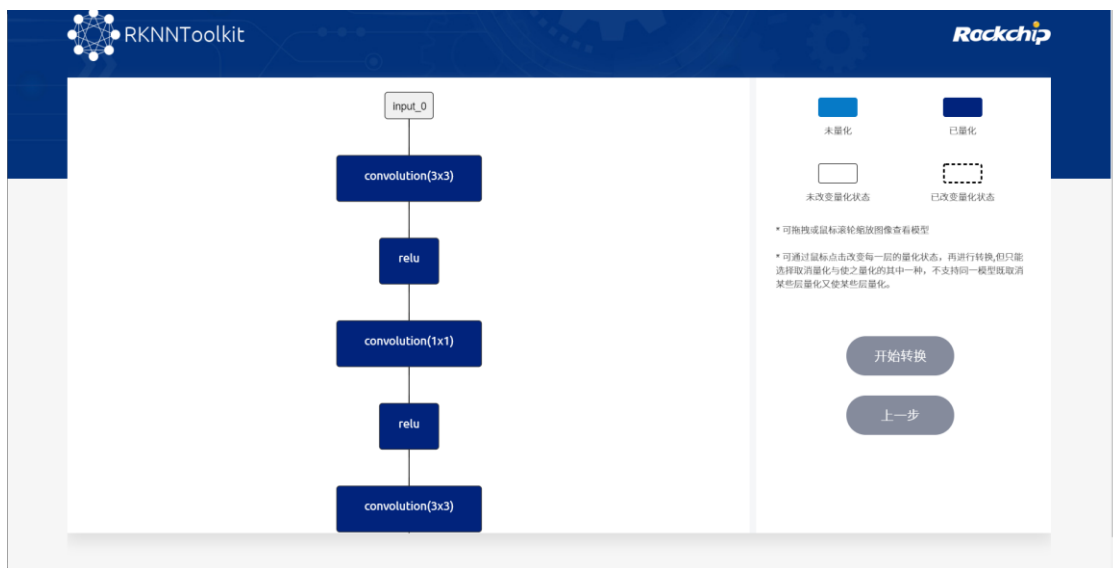 RKNNToolkit
Rockchip
input_0
convolution(3x3)
relu
convolution(1x1)
relu
convolution(3x3)
未量化
已量化
未改变量化状态
已改变量化状态
* 可拖拽或鼠标滚轮缩放图像查看模型
* 可通过鼠标点击改变每一层的量化状态，再进行转换,但只能
选择取消量化与使之量化的其中一种，不支持同一模型既取消
某些层量化又使某些层量化。
开始转换
上一步